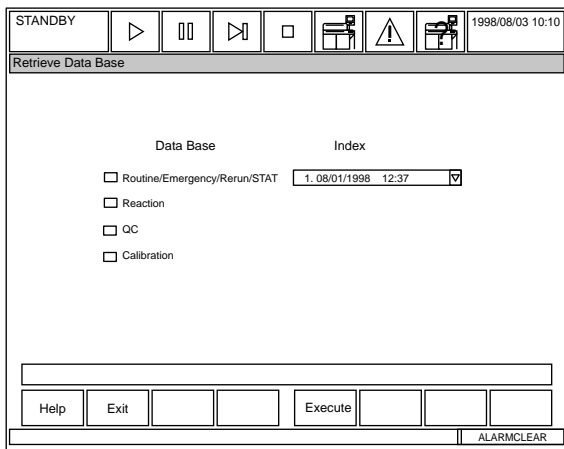 STANDBY
1998/08/03 10:10
Retrieve Data Base
Data Base Index
Routine/Emergency/Rerun/STAT 1. 08/01/1998 12:37
Reaction
QC
Calibration
Help Exit Execute
ALARMCLEAR